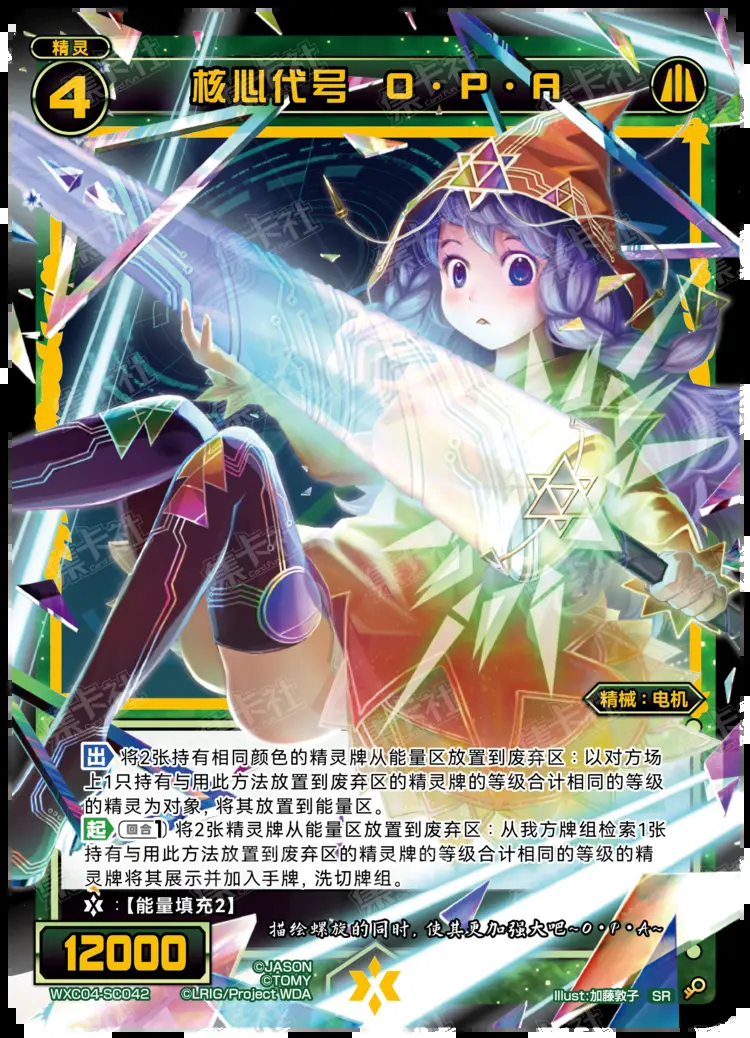 精灵
4
核心代号 O·P·A
精械：电机
出 将2张持有相同颜色的精灵牌从能量区放置到废弃区：以对方场
上1只持有与用此方法放置到废弃区的精灵牌的等级合计相同的等级
的精灵为对象, 将其放置到能量区。
起 回合1 将2张精灵牌从能量区放置到废弃区：从我方牌组检索1张
持有与用此方法放置到废弃区的精灵牌的等级合计相同的等级的精
灵牌将其展示并加入手牌, 洗切牌组。
：【能量填充2】
描绘螺旋的同时, 使其更加强大吧~O·P·A~
12000
©JASON
©TOMY
WXC04-SC042 ©LRIG/Project WDA
Illust:加藤敦子 SR
集卡社